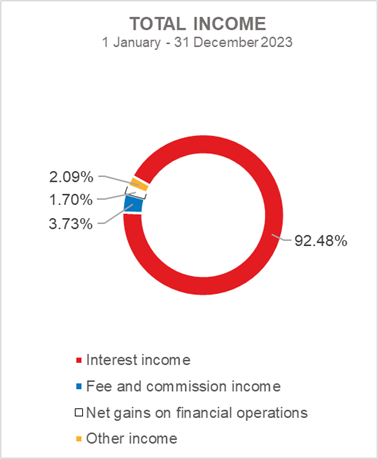 TOTAL INCOME
1 January - 31 December 2023
2.09%
1.70%
3.73%
92.48%
Interest income
Fee and commission income
Net gains on financial operations
Other income